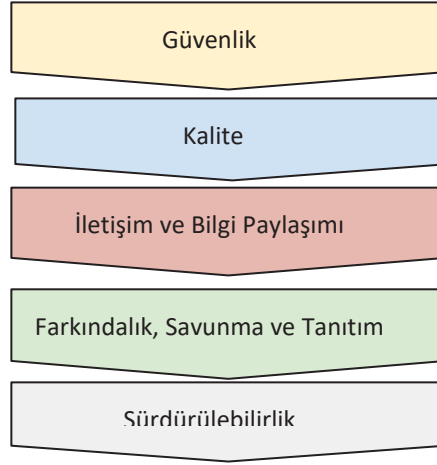 Güvenlik
Kalite
İletişim ve Bilgi Paylaşımı
Farkındalık, Savunma ve Tanıtım
Sürdürülebilirlik